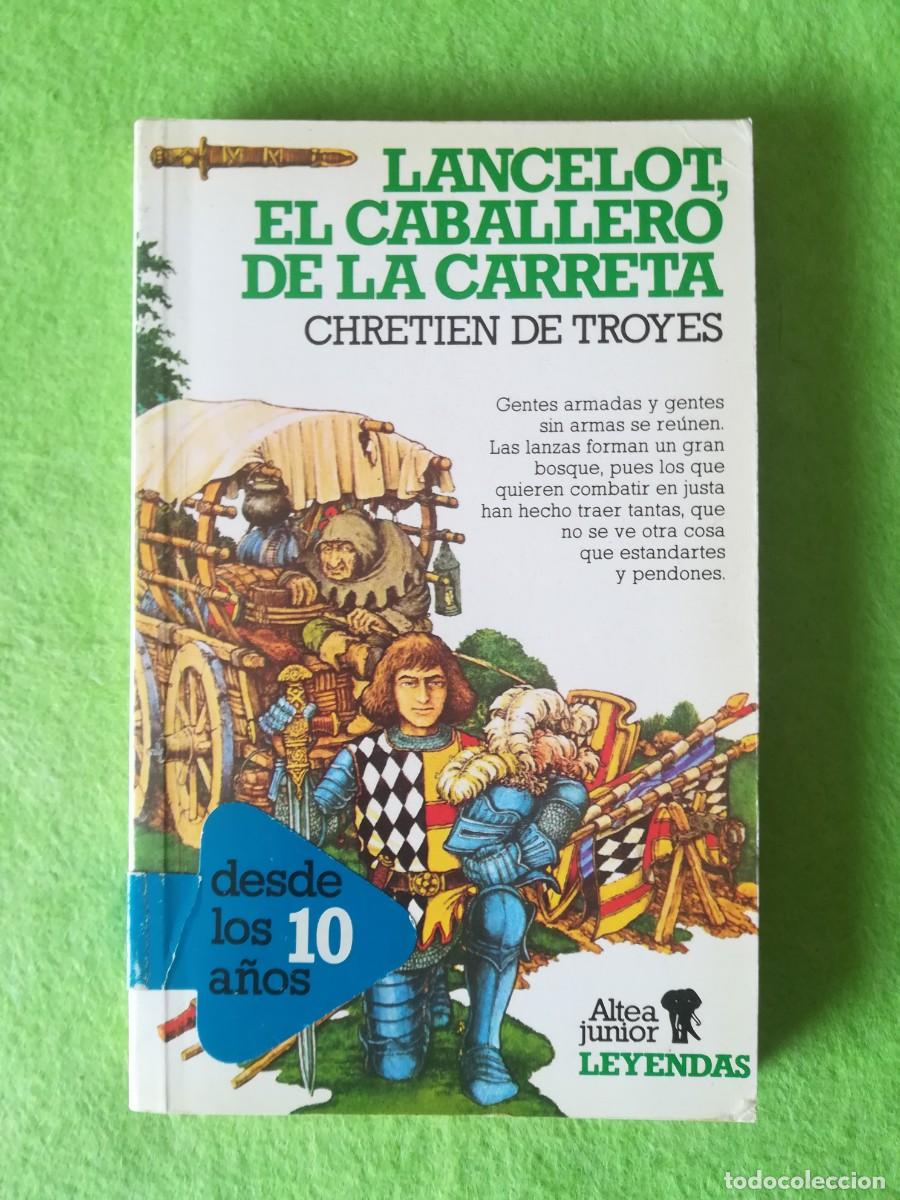 LANCELOT,
EL CABALLERO
DE LA CARRETA
CHRETIEN DE TROYES
Gentes armadas y gentes
sin armas se reúnen.
Las lanzas forman un gran
bosque, pues los que
quieren combatir en justa
han hecho traer tantas, que
no se ve otra cosa
que estandartes
y pendones.
desde
los 10
años
Altea
junior
LEYENDAS
todocoleccion